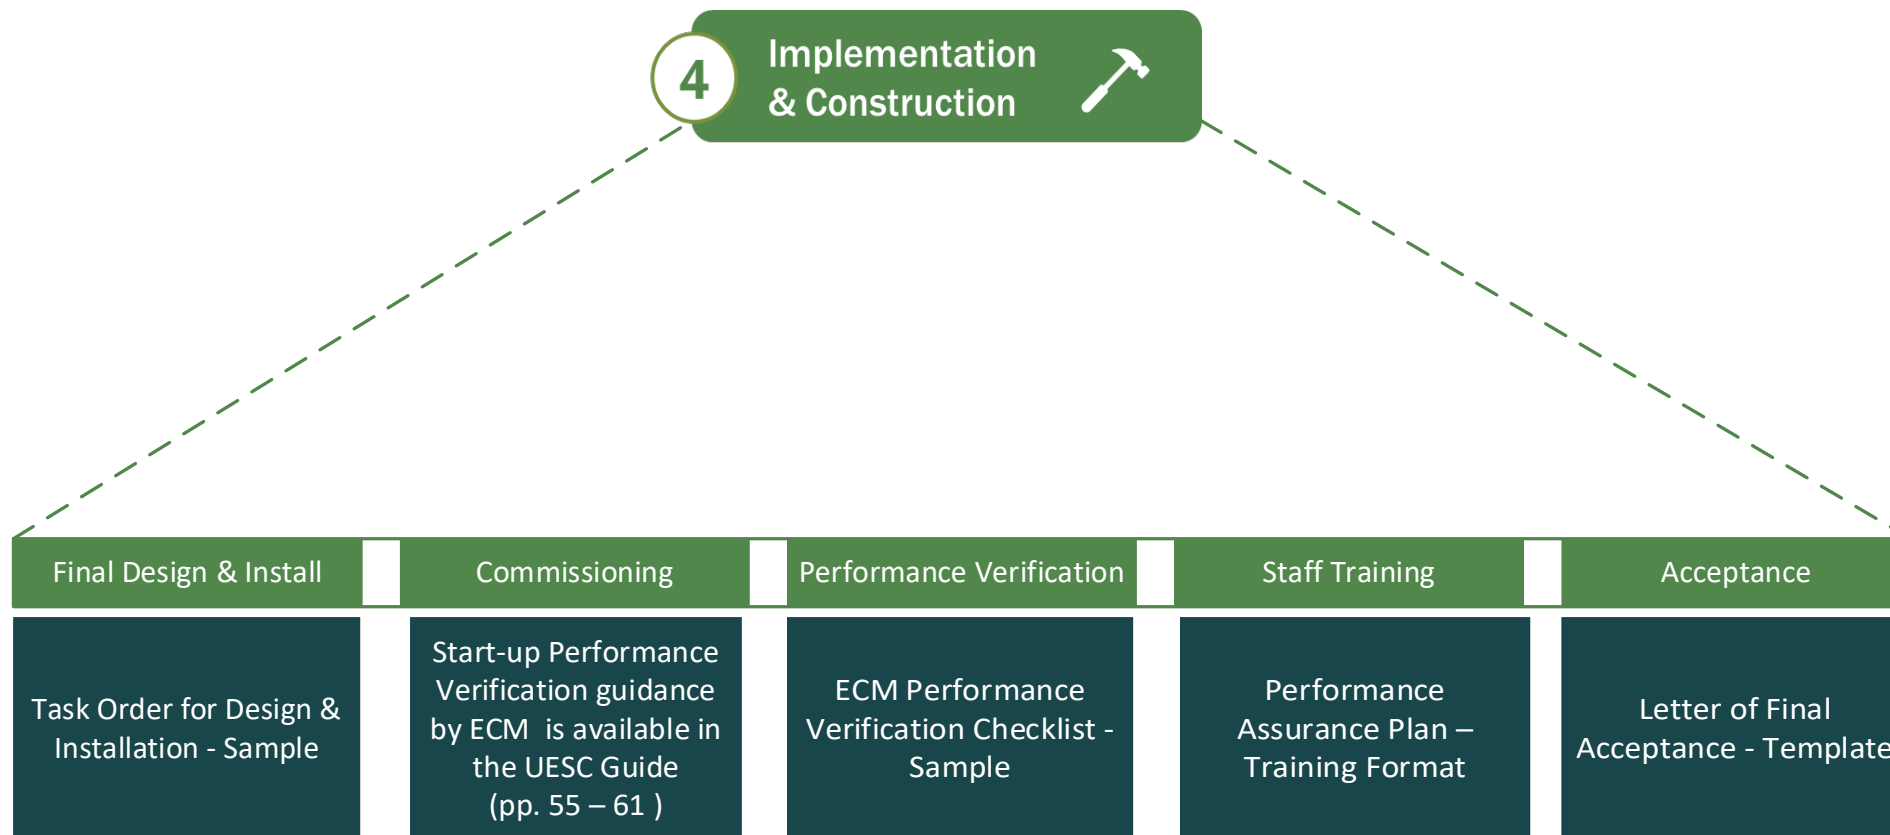 4
Implementation
& Construction
Final Design & Install
Commissioning
Performance Verification
Staff Training
Acceptance
Task Order for Design &
Installation - Sample
Start-up Performance
Verification guidance
by ECM  is available in
the UESC Guide
(pp. 55 – 61 )
ECM Performance
Verification Checklist -
Sample
Performance
Assurance Plan –
Training Format
Letter of Final
Acceptance - Template